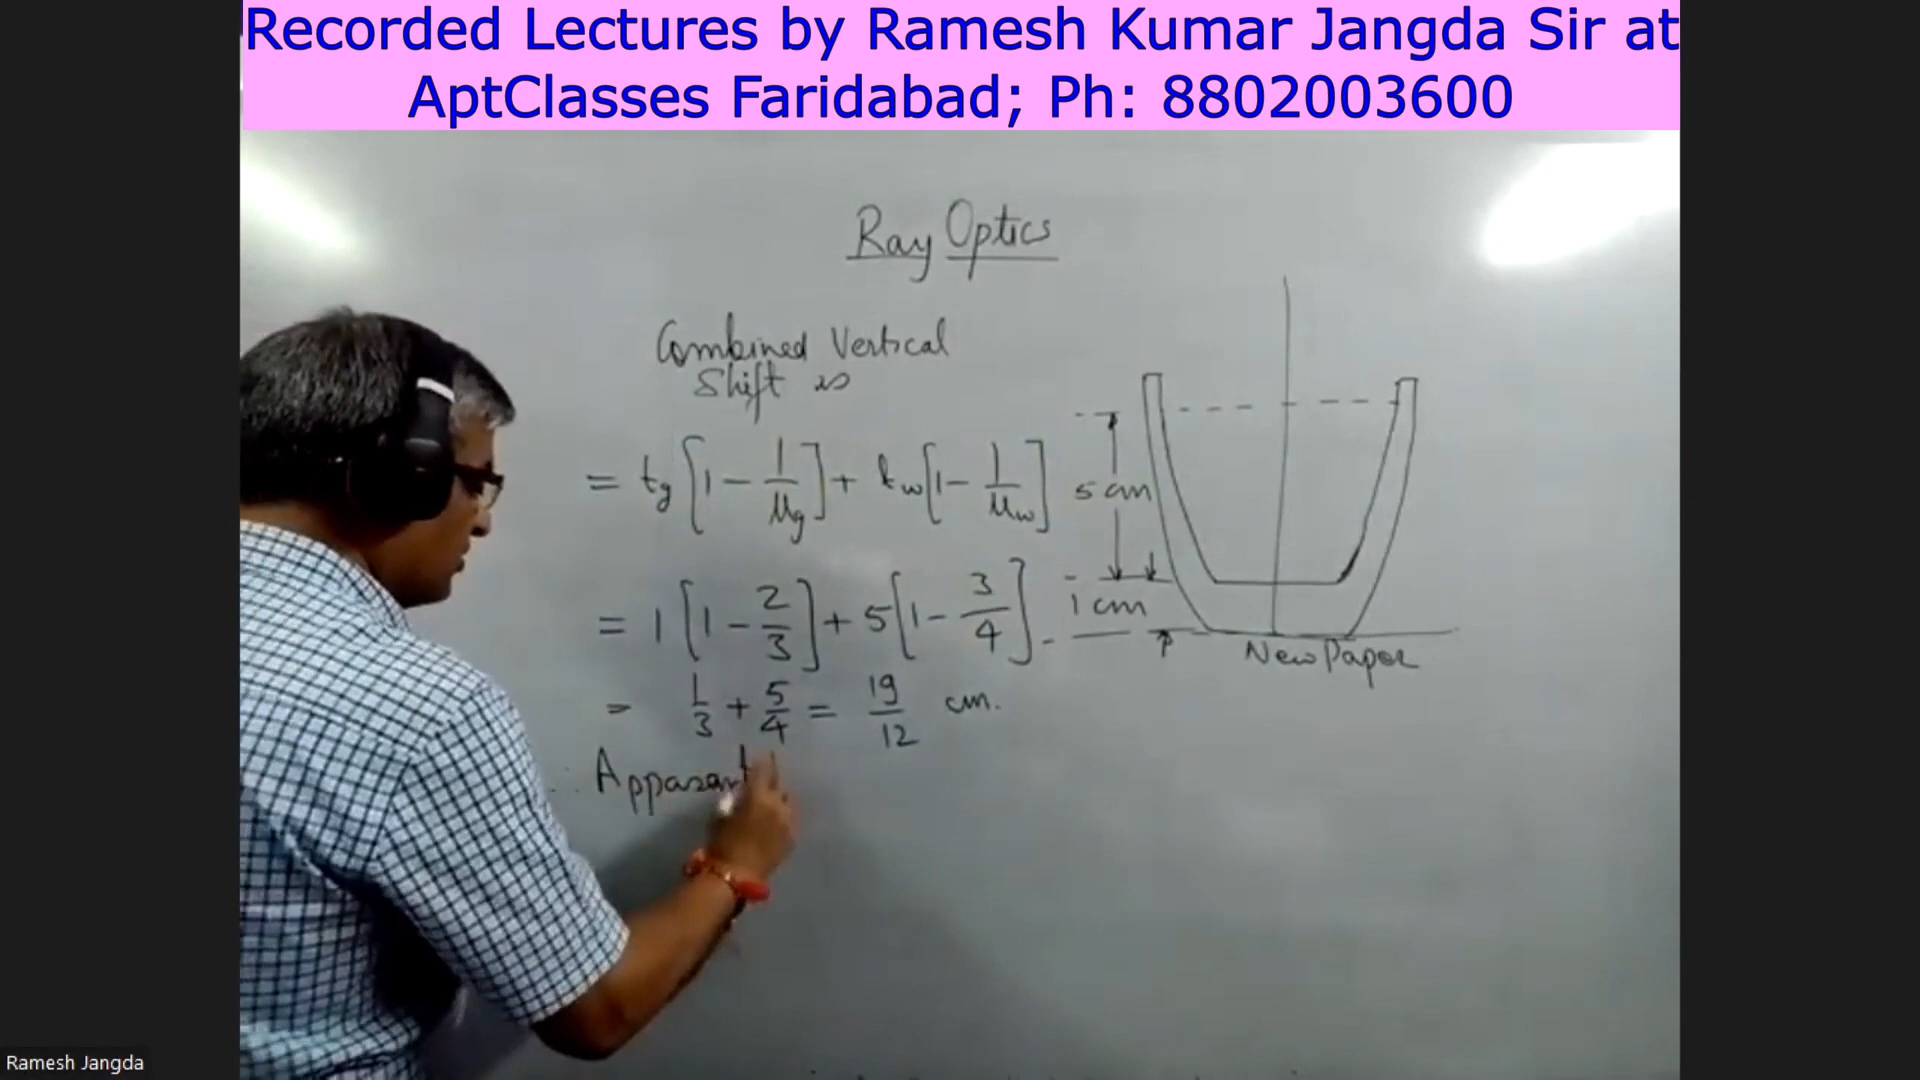 Recorded Lectures by Ramesh Kumar Jangda Sir at
AptClasses Faridabad; Ph: 8802003600
Ray Optics
Combined Vertical
Shift is
= tg [1 - 1/μg] + tw [1 - 1/μw]
= 1 [1 - 2/3] + 5 [1 - 3/4]
= 1/3 + 5/4 = 19/12 cm.
Apparant
5 cm
1 cm
New Paper
Ramesh Jangda